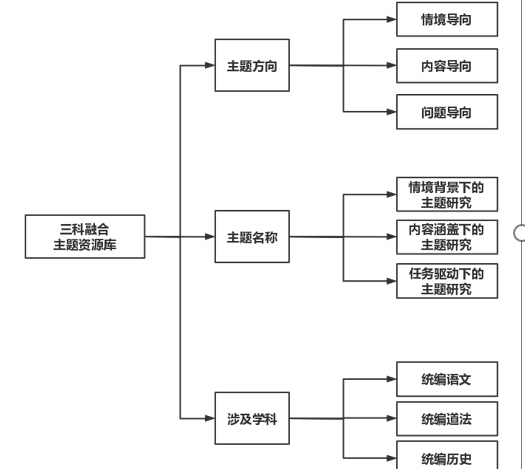 情境导向
主题方向
内容导向
问题导向
情境背景下的
主题研究
三科融合
主题资源库
主题名称
内容涵盖下的
主题研究
任务驱动下的
主题研究
统编语文
涉及学科
统编道法
统编历史